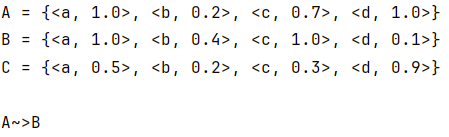 A = {<a, 1.0>, <b, 0.2>, <c, 0.7>, <d, 1.0>}
B = {<a, 1.0>, <b, 0.4>, <c, 1.0>, <d, 0.1>}
C = {<a, 0.5>, <b, 0.2>, <c, 0.3>, <d, 0.9>}
A~>B